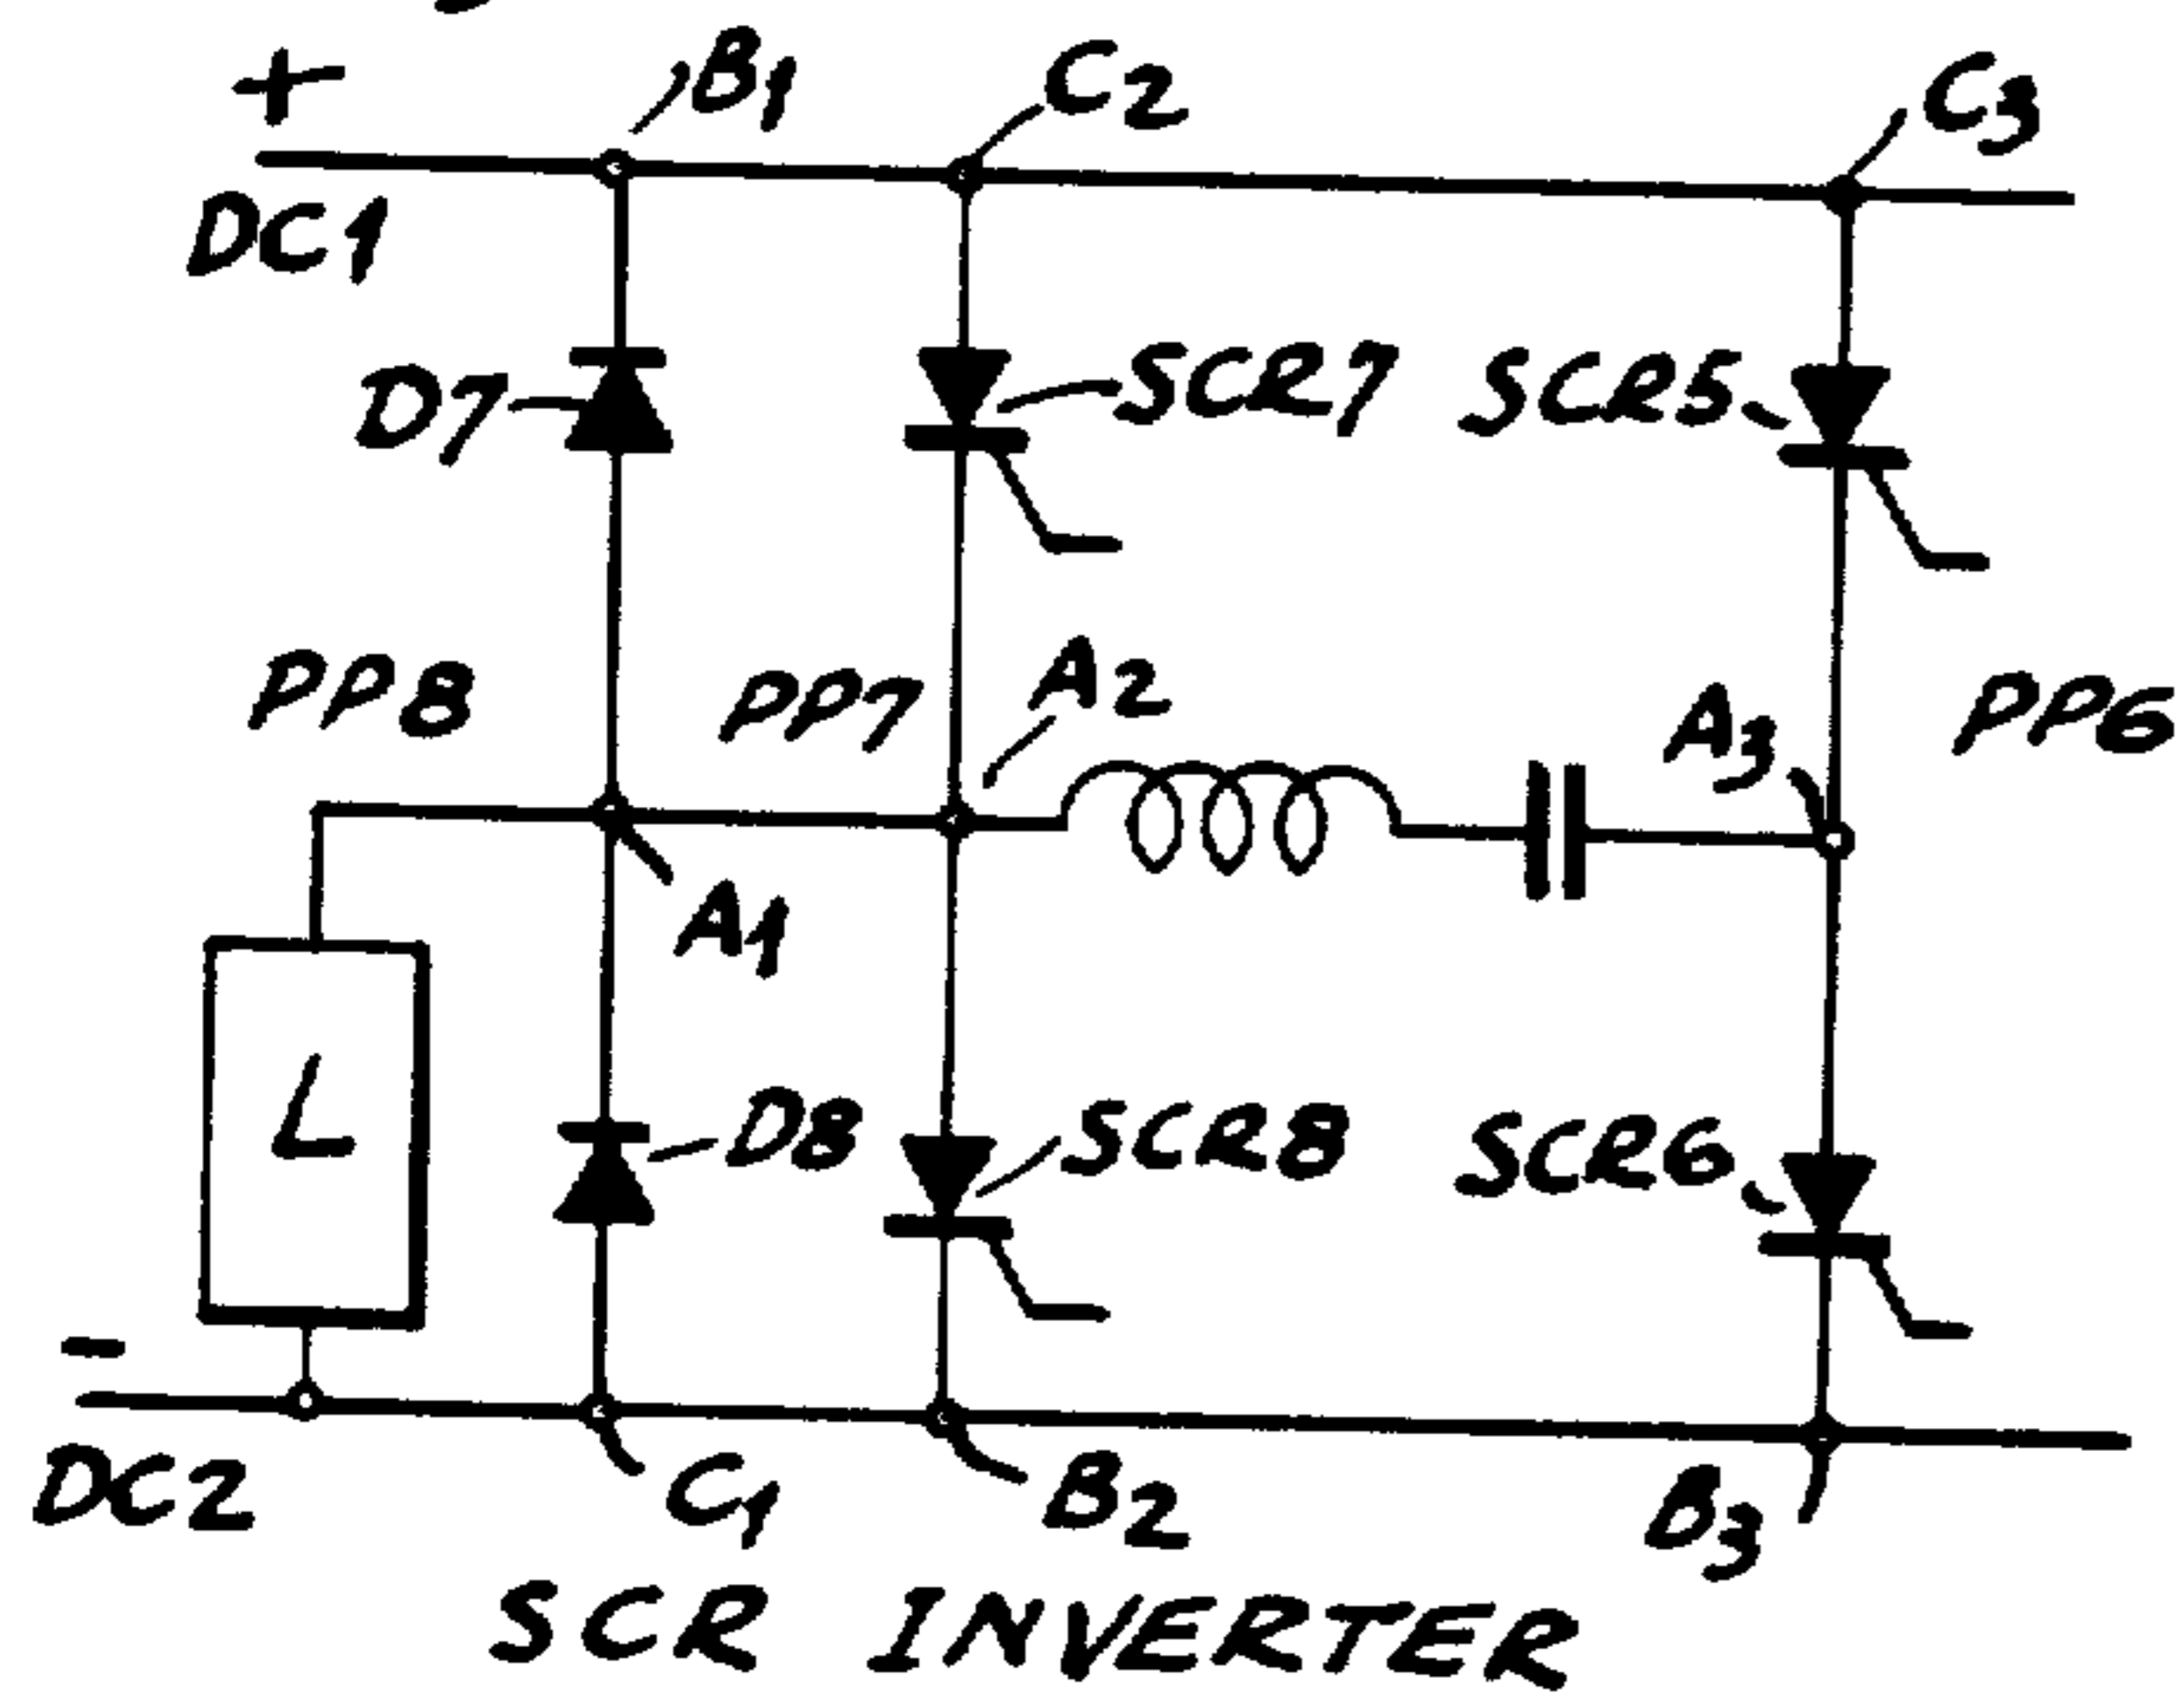 + B1 C2 C3
DC1
D7 SCR7 SCR5
PP8 PP7 A2 A3 PP6
A1
L D8 SCR8 SCR6
-
DC2 C1 B2 B3
SCR INVERTER